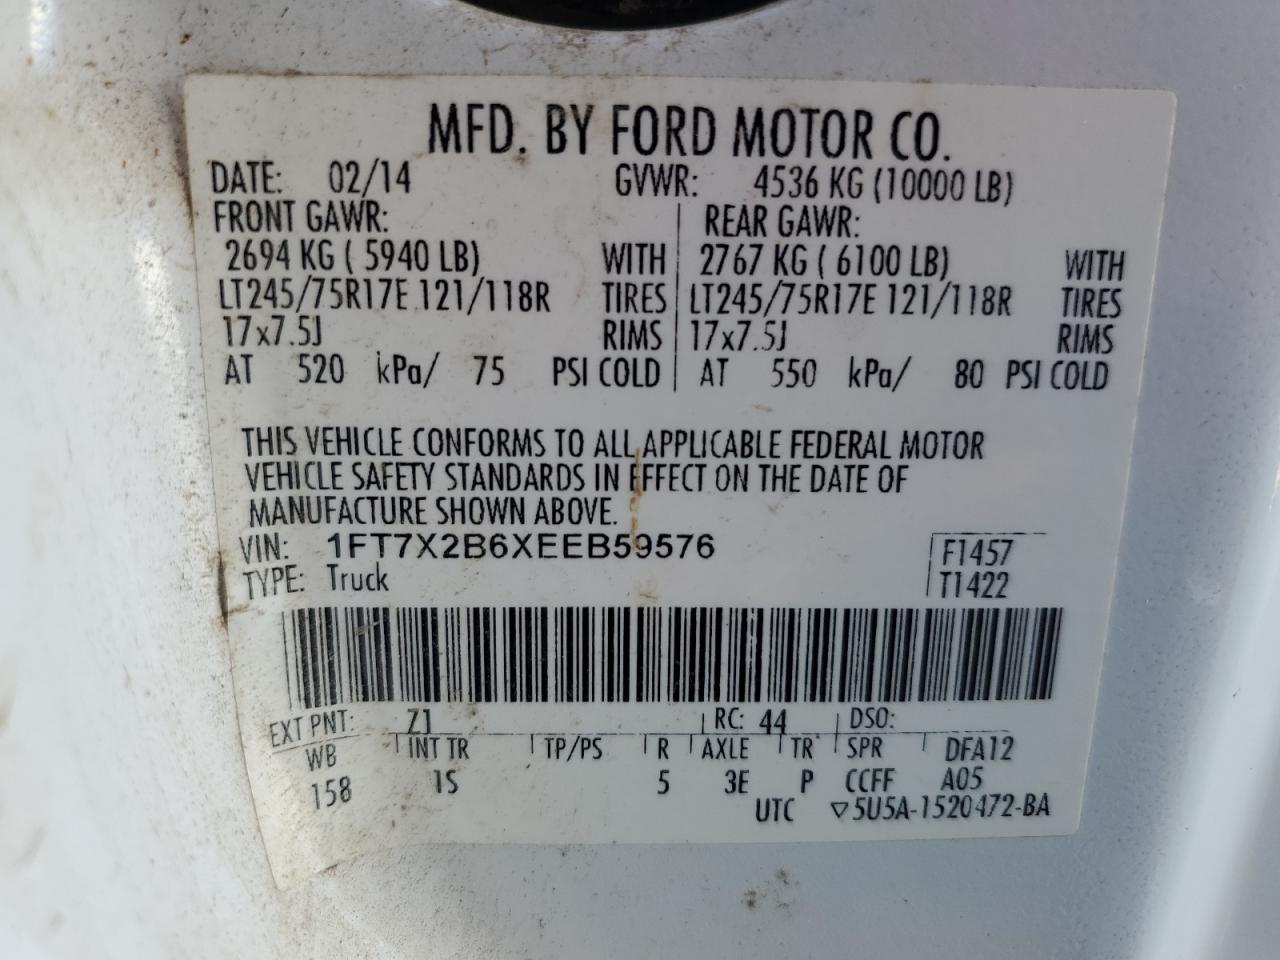 MFD. BY FORD MOTOR CO.
DATE: 02/14 GVWR: 4536 KG (10000 LB)
FRONT GAWR: REAR GAWR:
2694 KG ( 5940 LB) WITH 2767 KG ( 6100 LB) WITH
LT245/75R17E 121/118R TIRES LT245/75R17E 121/118R TIRES
17x7.5J RIMS 17x7.5J RIMS
AT 520 kPa/ 75 PSI COLD AT 550 kPa/ 80 PSI COLD
THIS VEHICLE CONFORMS TO ALL APPLICABLE FEDERAL MOTOR
VEHICLE SAFETY STANDARDS IN EFFECT ON THE DATE OF
MANUFACTURE SHOWN ABOVE.
VIN: 1FT7X2B6XEEB59576 F1457
TYPE: Truck T1422
EXT PNT: Z1 RC: 44 DSO:
WB INT TR TP/PS R AXLE TR SPR DFA12
158 1S 5 3E P CCFF A05
UTC ▽5U5A-1520472-BA